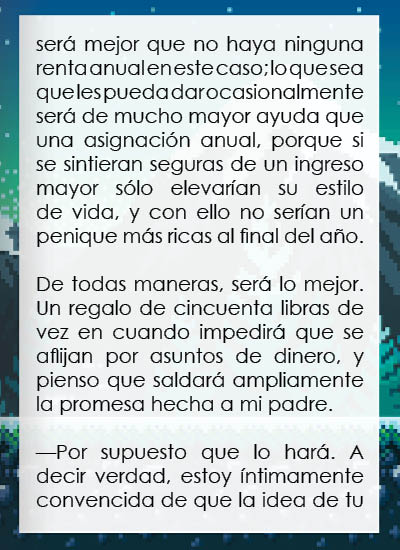 será mejor que no haya ninguna
renta anual en este caso; lo que sea
que les pueda dar ocasionalmente
será de mucho mayor ayuda que
una asignación anual, porque si
se sintieran seguras de un ingreso
mayor sólo elevarían su estilo
de vida, y con ello no serían un
penique más ricas al final del año.
De todas maneras, será lo mejor.
Un regalo de cincuenta libras de
vez en cuando impedirá que se
aflijan por asuntos de dinero, y
pienso que saldará ampliamente
la promesa hecha a mi padre.
—Por supuesto que lo hará. A
decir verdad, estoy íntimamente
convencida de que la idea de tu